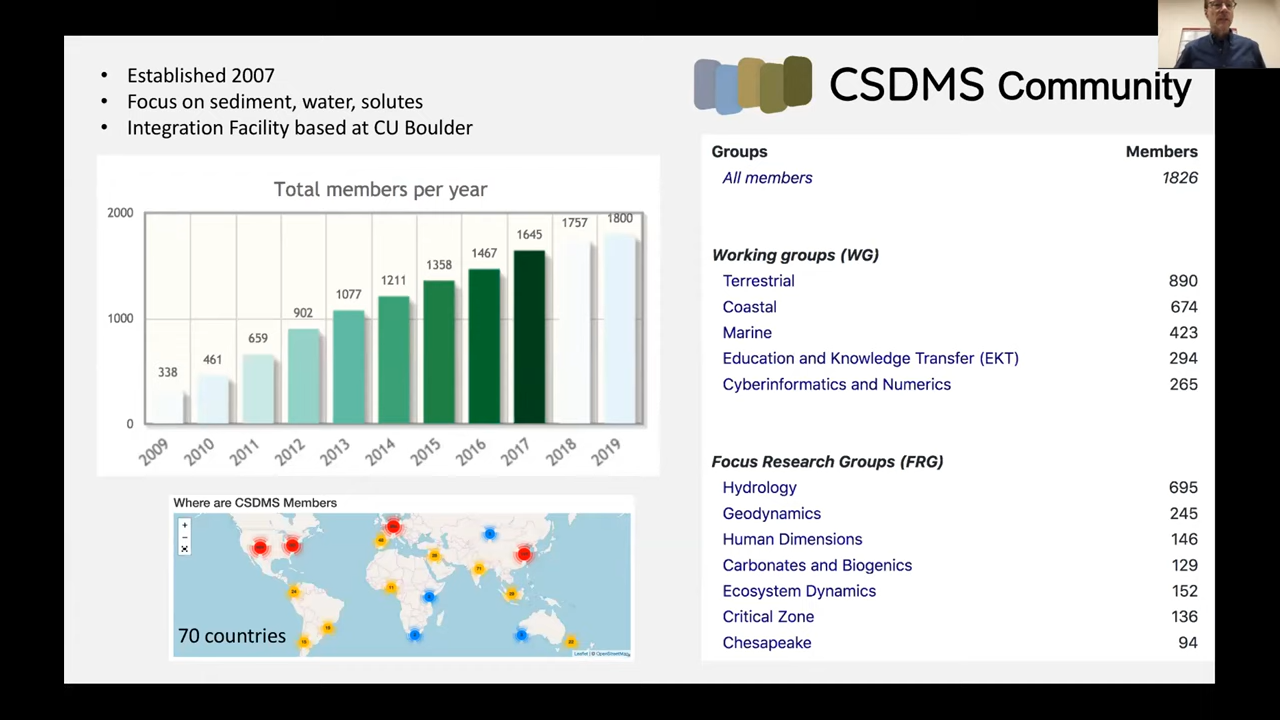 • Established 2007
• Focus on sediment, water, solutes
• Integration Facility based at CU Boulder
CSDMS Community
Total members per year
2000
1000
0
338
461
659
902
1077
1211
1358
1467
1645
1757
1800
2009
2010
2011
2012
2013
2014
2015
2016
2017
2018
2019
Where are CSDMS Members
+
−
70 countries
Groups Members
All members 1826
Working groups (WG)
Terrestrial 890
Coastal 674
Marine 423
Education and Knowledge Transfer (EKT) 294
Cyberinformatics and Numerics 265
Focus Research Groups (FRG)
Hydrology 695
Geodynamics 245
Human Dimensions 146
Carbonates and Biogenics 129
Ecosystem Dynamics 152
Critical Zone 136
Chesapeake 94